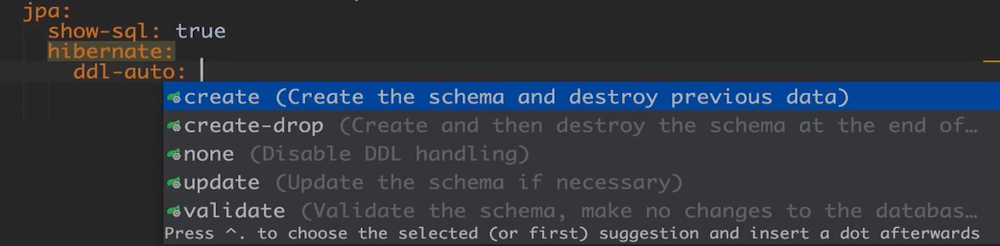 jpa:
show-sql: true
hibernate:
ddl-auto:
create (Create the schema and destroy previous data)
create-drop (Create and then destroy the schema at the end of…
none (Disable DDL handling)
update (Update the schema if necessary)
validate (Validate the schema, make no changes to the databas…
Press ^. to choose the selected (or first) suggestion and insert a dot afterwards